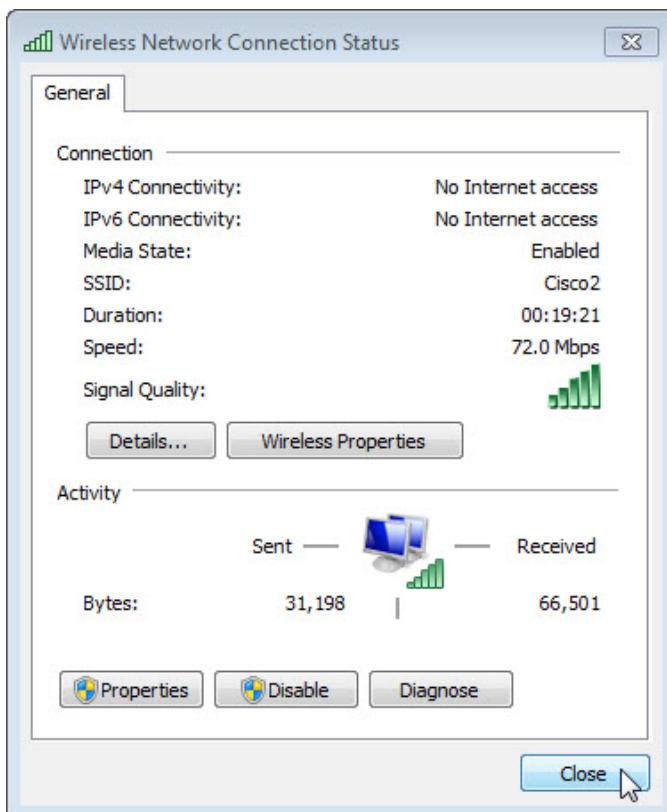 Wireless Network Connection Status
General
Connection
IPv4 Connectivity: No Internet access
IPv6 Connectivity: No Internet access
Media State: Enabled
SSID: Cisco2
Duration: 00:19:21
Speed: 72.0 Mbps
Signal Quality:
Details... Wireless Properties
Activity
Sent Received
Bytes: 31,198 66,501
Properties Disable Diagnose
Close